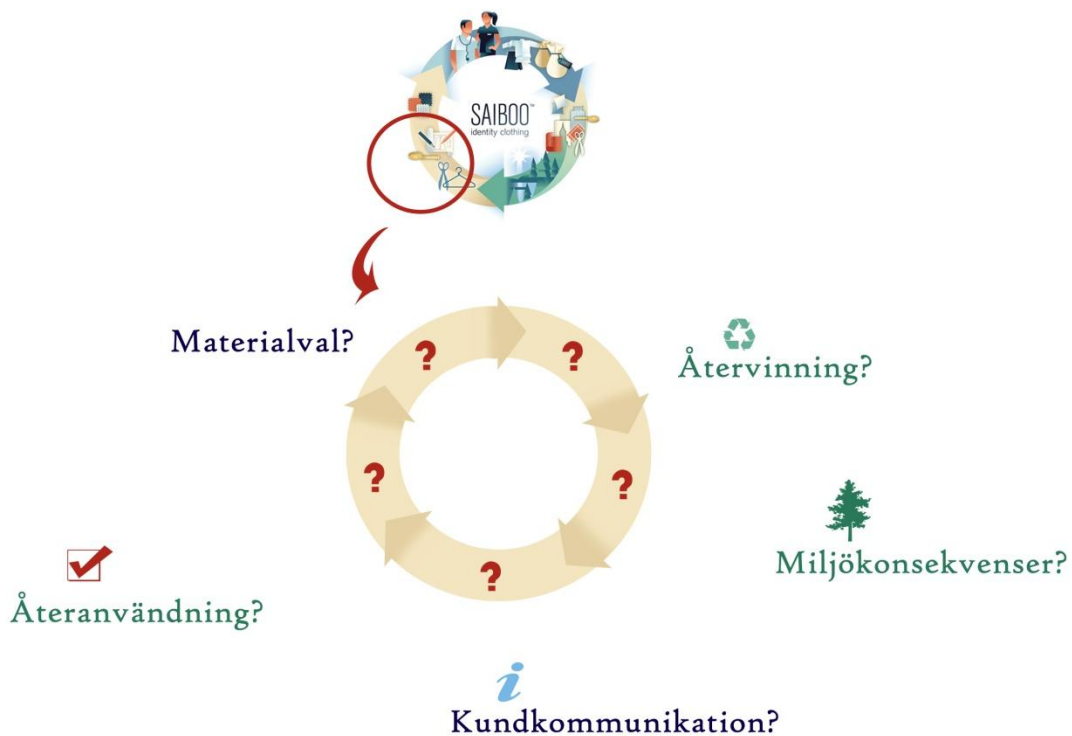 SAIBOO™
identity clothing
Materialval?
? ?
Återvinning?
? ?
Miljökonsekvenser?
?
Återanvändning?
i
Kundkommunikation?